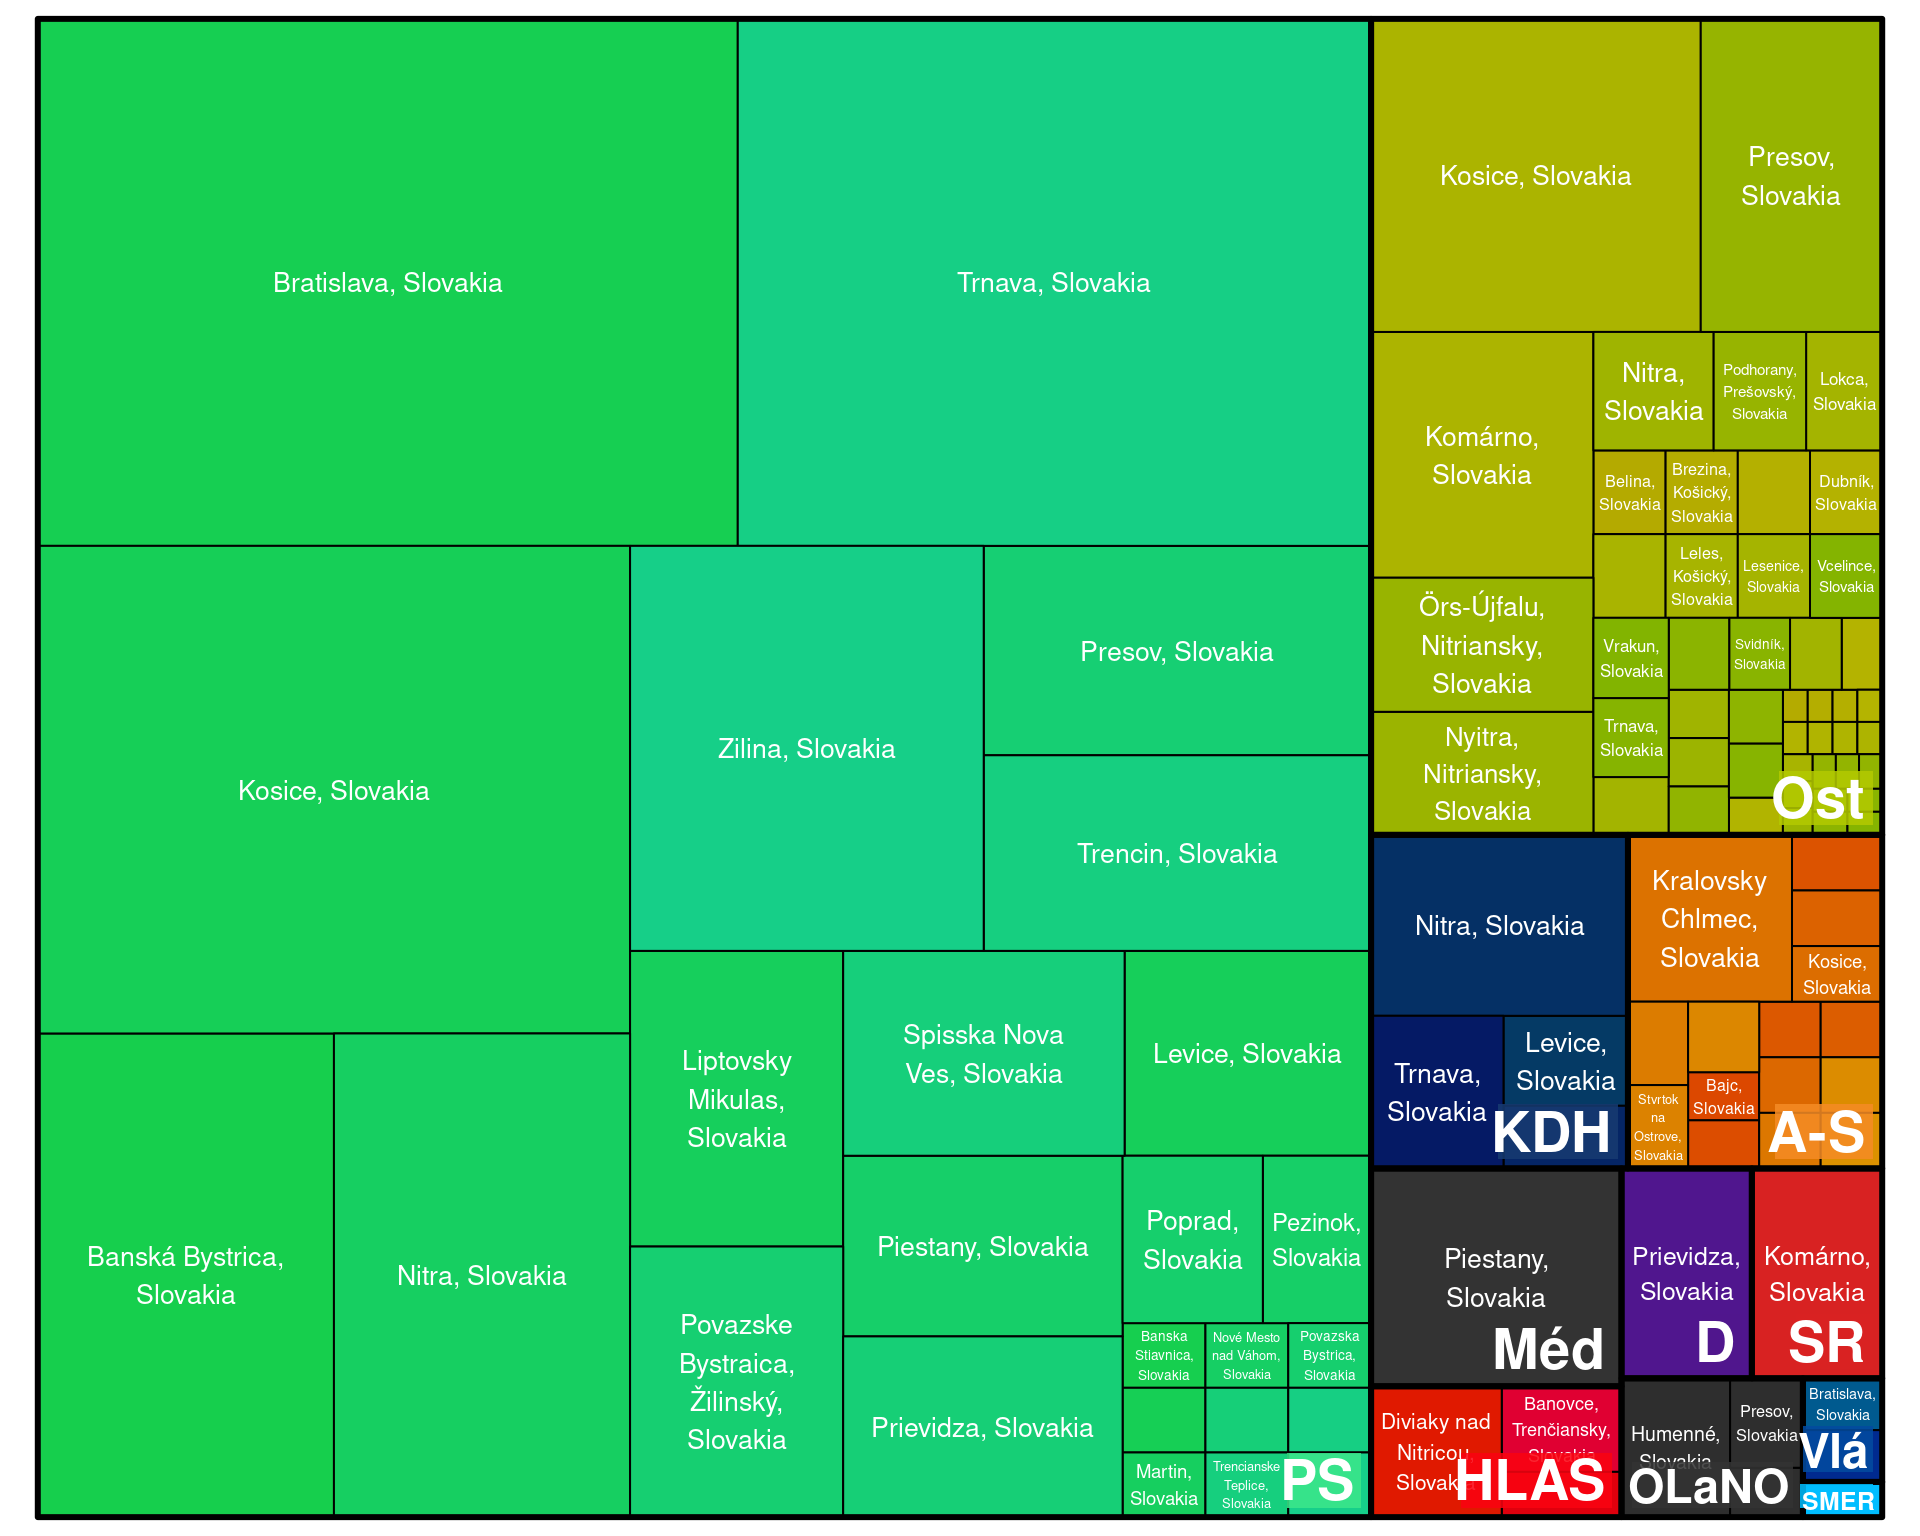 Bratislava, Slovakia
Trnava, Slovakia
Kosice, Slovakia
Zilina, Slovakia
Presov, Slovakia
Trencin, Slovakia
Banská Bystrica,
Slovakia
Nitra, Slovakia
Liptovsky
Mikulas,
Slovakia
Spisska Nova
Ves, Slovakia
Levice, Slovakia
Povazske
Bystraica,
Žilinský,
Slovakia
Piestany, Slovakia
Prievidza, Slovakia
Poprad,
Slovakia
Pezinok,
Slovakia
Banska
Stiavnica,
Slovakia
Nové Mesto
nad Váhom,
Slovakia
Povazska
Bystrica,
Slovakia
Martin,
Slovakia
Trencianske
Teplice,
Slovakia
PS
Kosice, Slovakia
Presov,
Slovakia
Komárno,
Slovakia
Nitra,
Slovakia
Podhorany,
Prešovský,
Slovakia
Lokca,
Slovakia
Belina,
Slovakia
Brezina,
Košický,
Slovakia
Dubník,
Slovakia
Leles,
Košický,
Slovakia
Lesenice,
Slovakia
Vcelince,
Slovakia
Örs-Újfalu,
Nitriansky,
Slovakia
Vrakun,
Slovakia
Svidník,
Slovakia
Nyitra,
Nitriansky,
Slovakia
Trnava,
Slovakia
Ost
Nitra, Slovakia
Trnava,
Slovakia
Levice,
Slovakia
KDH
Kralovsky
Chlmec,
Slovakia
Kosice,
Slovakia
Stvrtok
na
Ostrove,
Slovakia
Bajc,
Slovakia
A-S
Piestany,
Slovakia
Méd
Prievidza,
Slovakia
D
Komárno,
Slovakia
SR
Diviaky nad
Nitricou,
Slovakia
Banovce,
Trenčiansky,
Slovakia
HLAS
Humenné,
Slovakia
Presov,
Slovakia
OLaNO
Bratislava,
Slovakia
Vlá
SMER